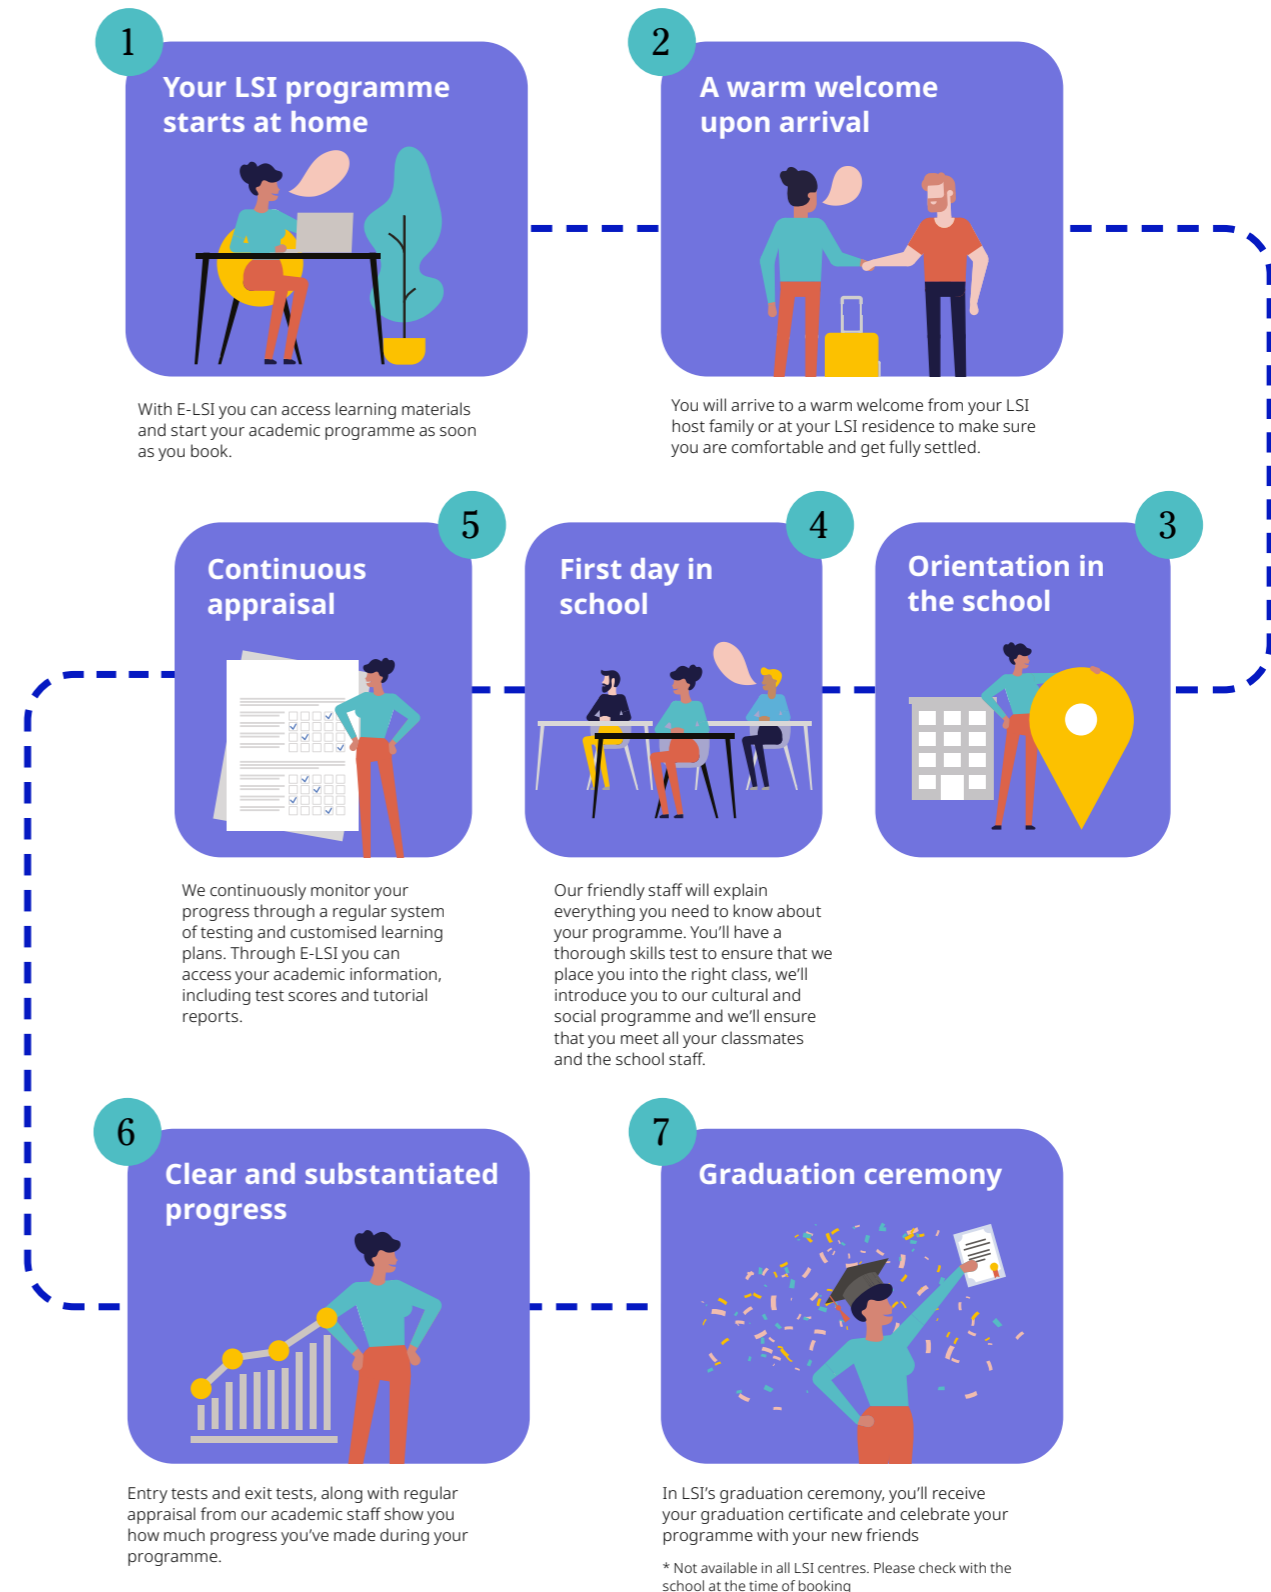 1
Your LSI programme
starts at home
With E-LSI you can access learning materials
and start your academic programme as soon
as you book.
2
A warm welcome
upon arrival
You will arrive to a warm welcome from your LSI
host family or at your LSI residence to make sure
you are comfortable and get fully settled.
3
Orientation in
the school
4
First day in
school
Our friendly staff will explain
everything you need to know about
your programme. You’ll have a
thorough skills test to ensure that we
place you into the right class, we’ll
introduce you to our cultural and
social programme and we’ll ensure
that you meet all your classmates
and the school staff.
5
Continuous
appraisal
We continuously monitor your
progress through a regular system
of testing and customised learning
plans. Through E-LSI you can
access your academic information,
including test scores and tutorial
reports.
6
Clear and substantiated
progress
Entry tests and exit tests, along with regular
appraisal from our academic staff show you
how much progress you’ve made during your
programme.
7
Graduation ceremony
In LSI’s graduation ceremony, you’ll receive
your graduation certificate and celebrate your
programme with your new friends
* Not available in all LSI centres. Please check with the
school at the time of booking